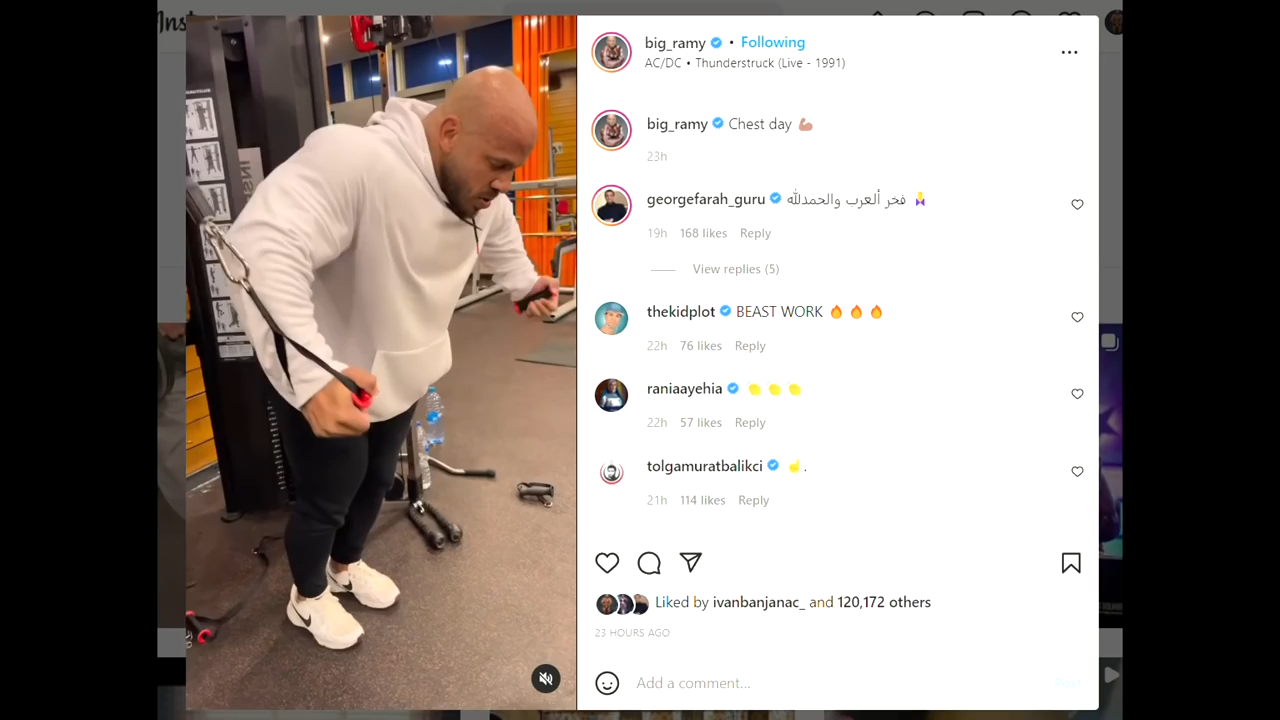 big_ramy • Following
AC/DC • Thunderstruck (Live - 1991)
big_ramy Chest day 💪🏽
23h
georgefarah_guru فخر ألعرب والحمدلله
19h 168 likes Reply
View replies (5)
thekidplot BEAST WORK 🔥 🔥 🔥
22h 76 likes Reply
raniaayehia 👏 👏 👏
22h 57 likes Reply
tolgamuratbalikci ☝️.
21h 114 likes Reply
Liked by ivanbanjanac_ and 120,172 others
23 HOURS AGO
Add a comment...
Post